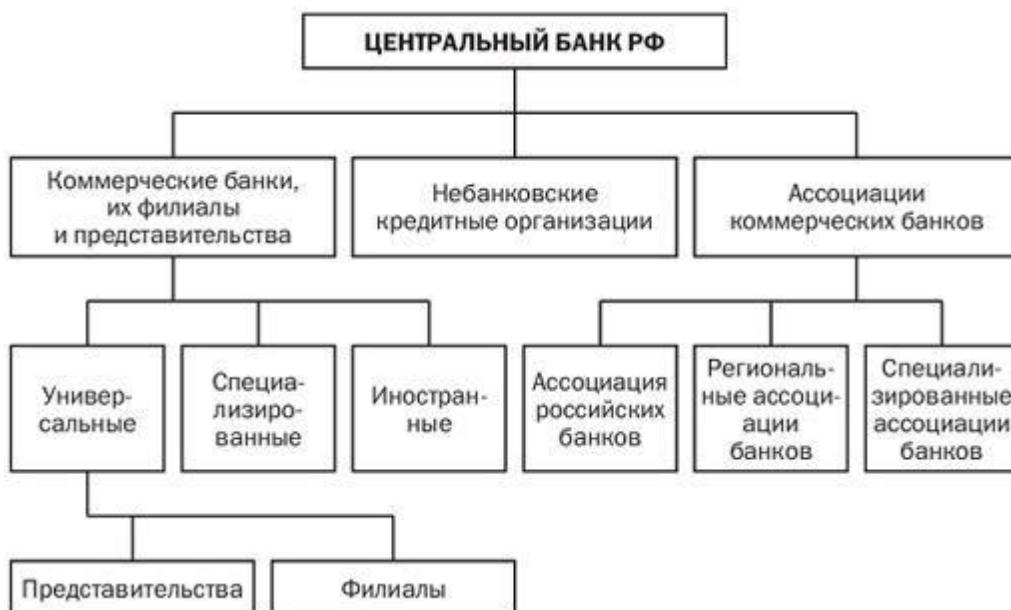 ЦЕНТРАЛЬНЫЙ БАНК РФ
Коммерческие банки,
их филиалы
и представительства
Небанковские
кредитные организации
Ассоциации
коммерческих банков
Универ-
сальные
Специа-
лизиро-
ванные
Иностран-
ные
Ассоциация
российских
банков
Региональ-
ные ассоци-
ации
банков
Специали-
зированные
ассоциации
банков
Представительства
Филиалы